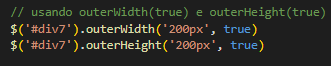 // usando outerWidth(true) e outerHeight(true)
$('#div7').outerWidth('200px', true)
$('#div7').outerHeight('200px', true)